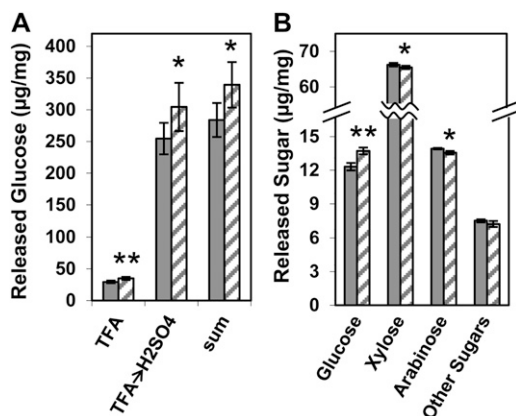 A
Released Glucose (µg/mg)
400
350
300
250
200
150
100
50
0
**
*
*
TFA
TFA→H2SO4
sum
B
Released Sugar (µg/mg)
70
60
15
12
9
6
3
0
**
*
*
Glucose
Xylose
Arabinose
Other Sugars